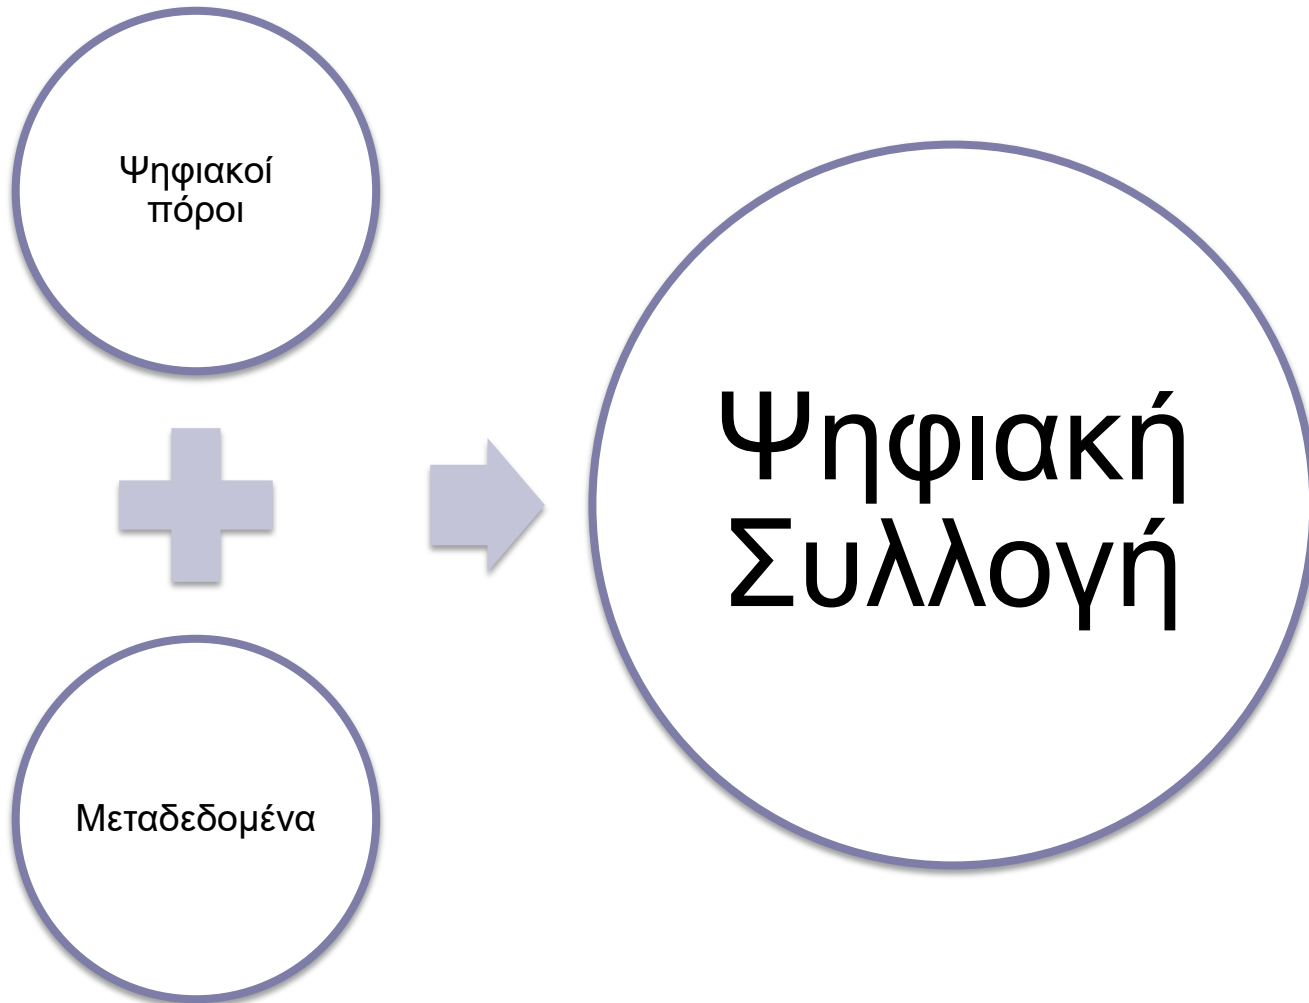 Ψηφιακοί
πόροι
Μεταδεδομένα
Ψηφιακή
Συλλογή